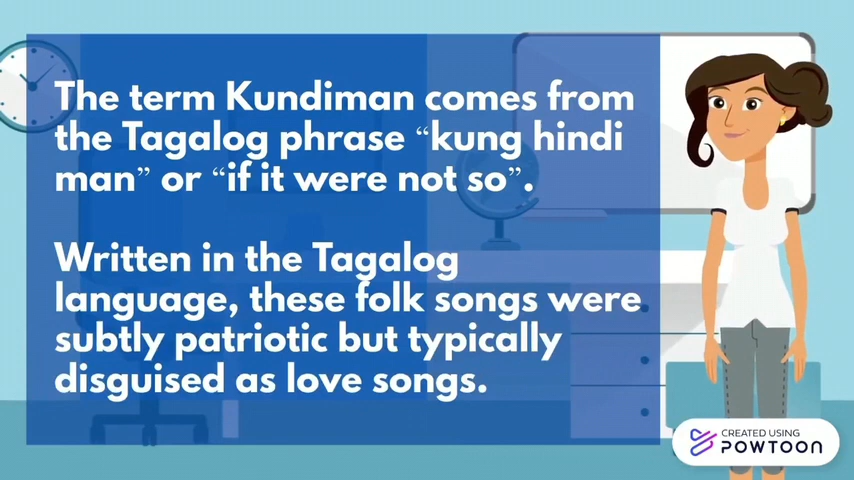 The term Kundiman comes from
the Tagalog phrase “kung hindi
man” or “if it were not so”.
Written in the Tagalog
language, these folk songs were
subtly patriotic but typically
disguised as love songs.
CREATED USING
POWTOON